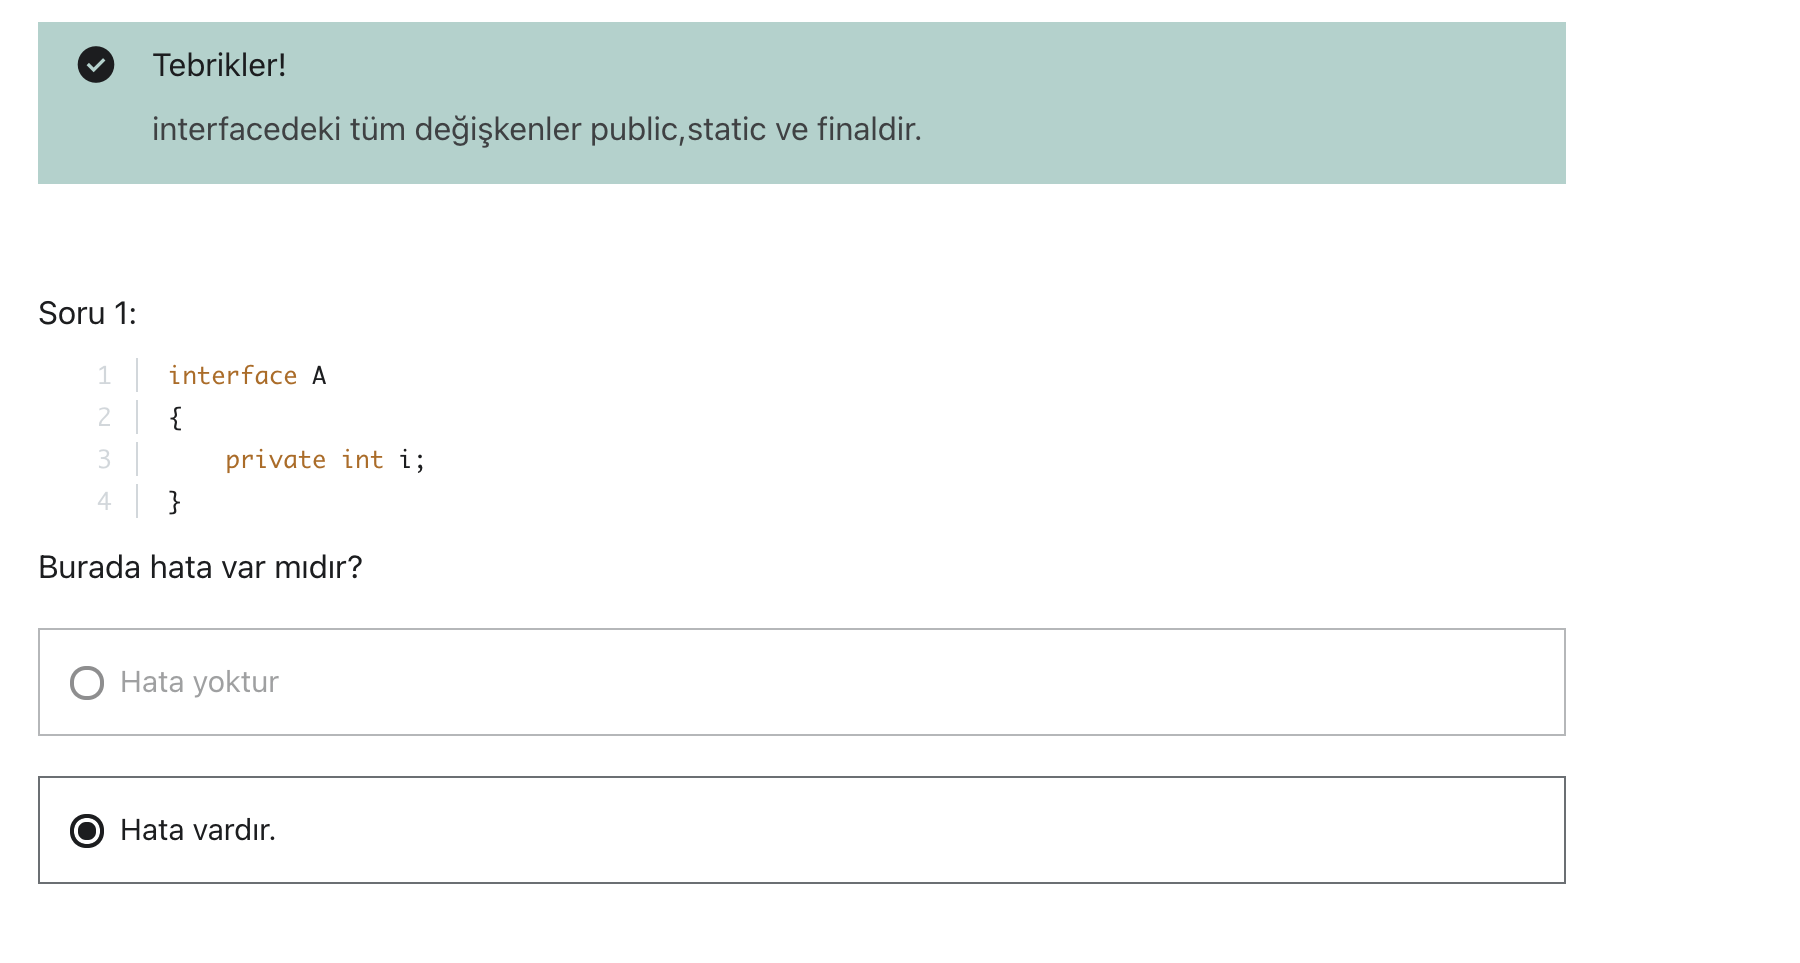 Tebrikler!
interfacedeki tüm değişkenler public,static ve finaldir.
Soru 1:
1 interface A
2 {
3     private int i;
4 }
Burada hata var mıdır?
Hata yoktur
Hata vardır.